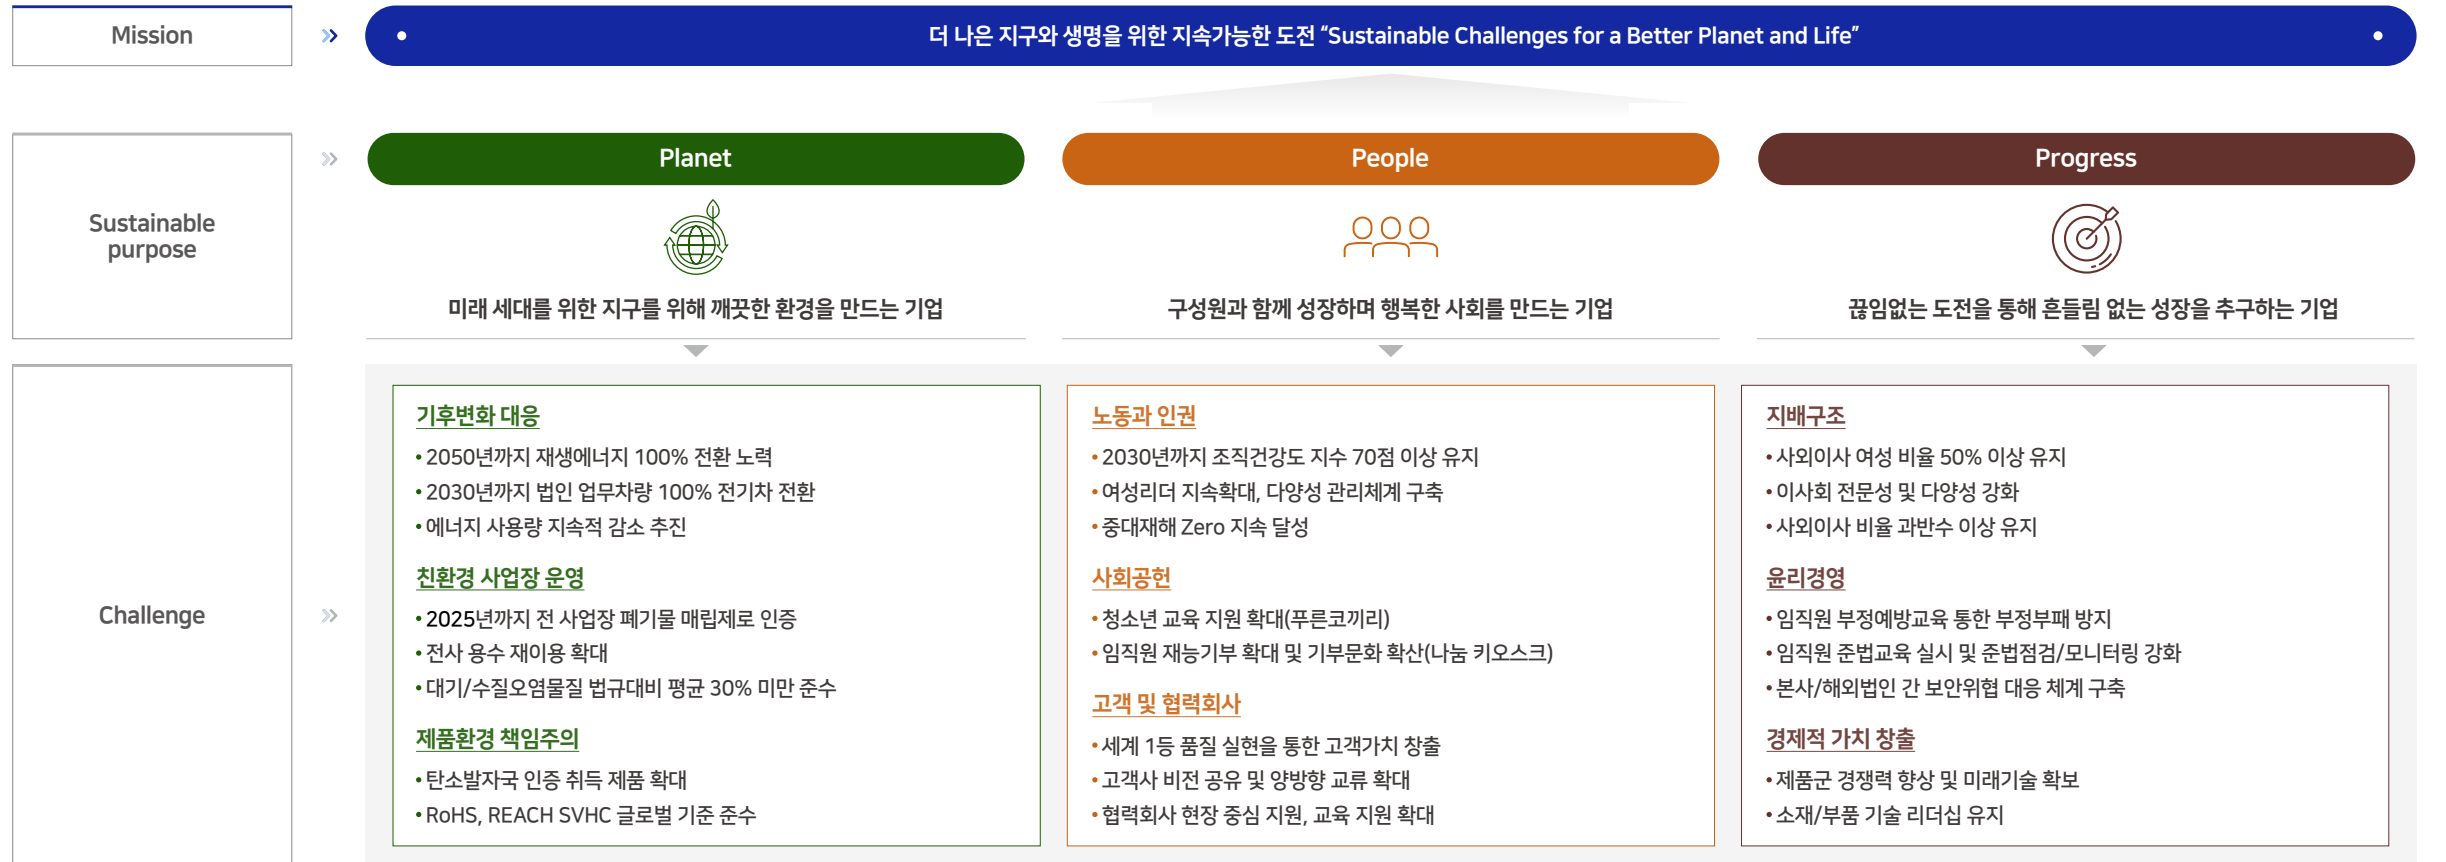 Mission
더 나은 지구와 생명을 위한 지속가능한 도전 “Sustainable Challenges for a Better Planet and Life”
Sustainable
purpose
Planet
미래 세대를 위한 지구를 위해 깨끗한 환경을 만드는 기업
People
구성원과 함께 성장하며 행복한 사회를 만드는 기업
Progress
끊임없는 도전을 통해 흔들림 없는 성장을 추구하는 기업
Challenge
기후변화 대응
• 2050년까지 재생에너지 100% 전환 노력
• 2030년까지 법인 업무차량 100% 전기차 전환
• 에너지 사용량 지속적 감소 추진
친환경 사업장 운영
• 2025년까지 전 사업장 폐기물 매립제로 인증
• 전사 용수 재이용 확대
• 대기/수질오염물질 법규대비 평균 30% 미만 준수
제품환경 책임주의
• 탄소발자국 인증 취득 제품 확대
• RoHS, REACH SVHC 글로벌 기준 준수
노동과 인권
• 2030년까지 조직건강도 지수 70점 이상 유지
• 여성리더 지속확대, 다양성 관리체계 구축
• 중대재해 Zero 지속 달성
사회공헌
• 청소년 교육 지원 확대(푸른코끼리)
• 임직원 재능기부 확대 및 기부문화 확산(나눔 키오스크)
고객 및 협력회사
• 세계 1등 품질 실현을 통한 고객가치 창출
• 고객사 비전 공유 및 양방향 교류 확대
• 협력회사 현장 중심 지원, 교육 지원 확대
지배구조
• 사외이사 여성 비율 50% 이상 유지
• 이사회 전문성 및 다양성 강화
• 사외이사 비율 과반수 이상 유지
윤리경영
• 임직원 부정예방교육 통한 부정부패 방지
• 임직원 준법교육 실시 및 준법점검/모니터링 강화
• 본사/해외법인 간 보안위협 대응 체계 구축
경제적 가치 창출
• 제품군 경쟁력 향상 및 미래기술 확보
• 소재/부품 기술 리더십 유지